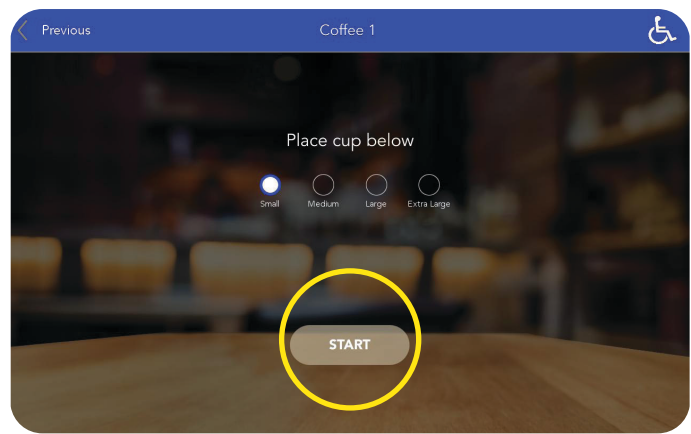 Previous
Coffee 1
Place cup below
Small
Medium
Large
Extra Large
START